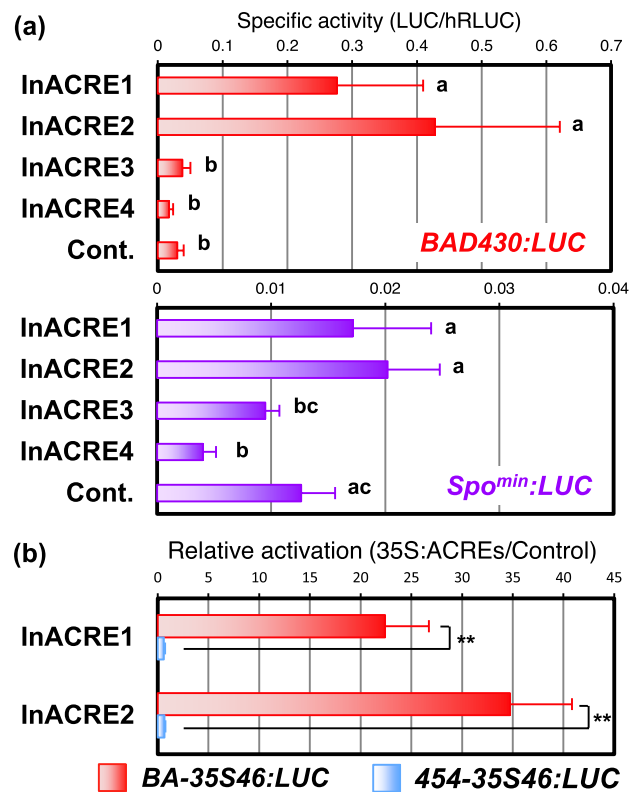 (a)
Specific activity (LUC/hRLUC)
0 0.1 0.2 0.3 0.4 0.5 0.6 0.7
InACRE1 a
InACRE2 a
InACRE3 b
InACRE4 b
Cont. b
BAD430:LUC
0 0.01 0.02 0.03 0.04
InACRE1 a
InACRE2 a
InACRE3 bc
InACRE4 b
Cont. ac
Spo^min:LUC
(b)
Relative activation (35S:ACREs/Control)
0 5 10 15 20 25 30 35 40 45
InACRE1 **
InACRE2 **
BA-35S46:LUC 454-35S46:LUC